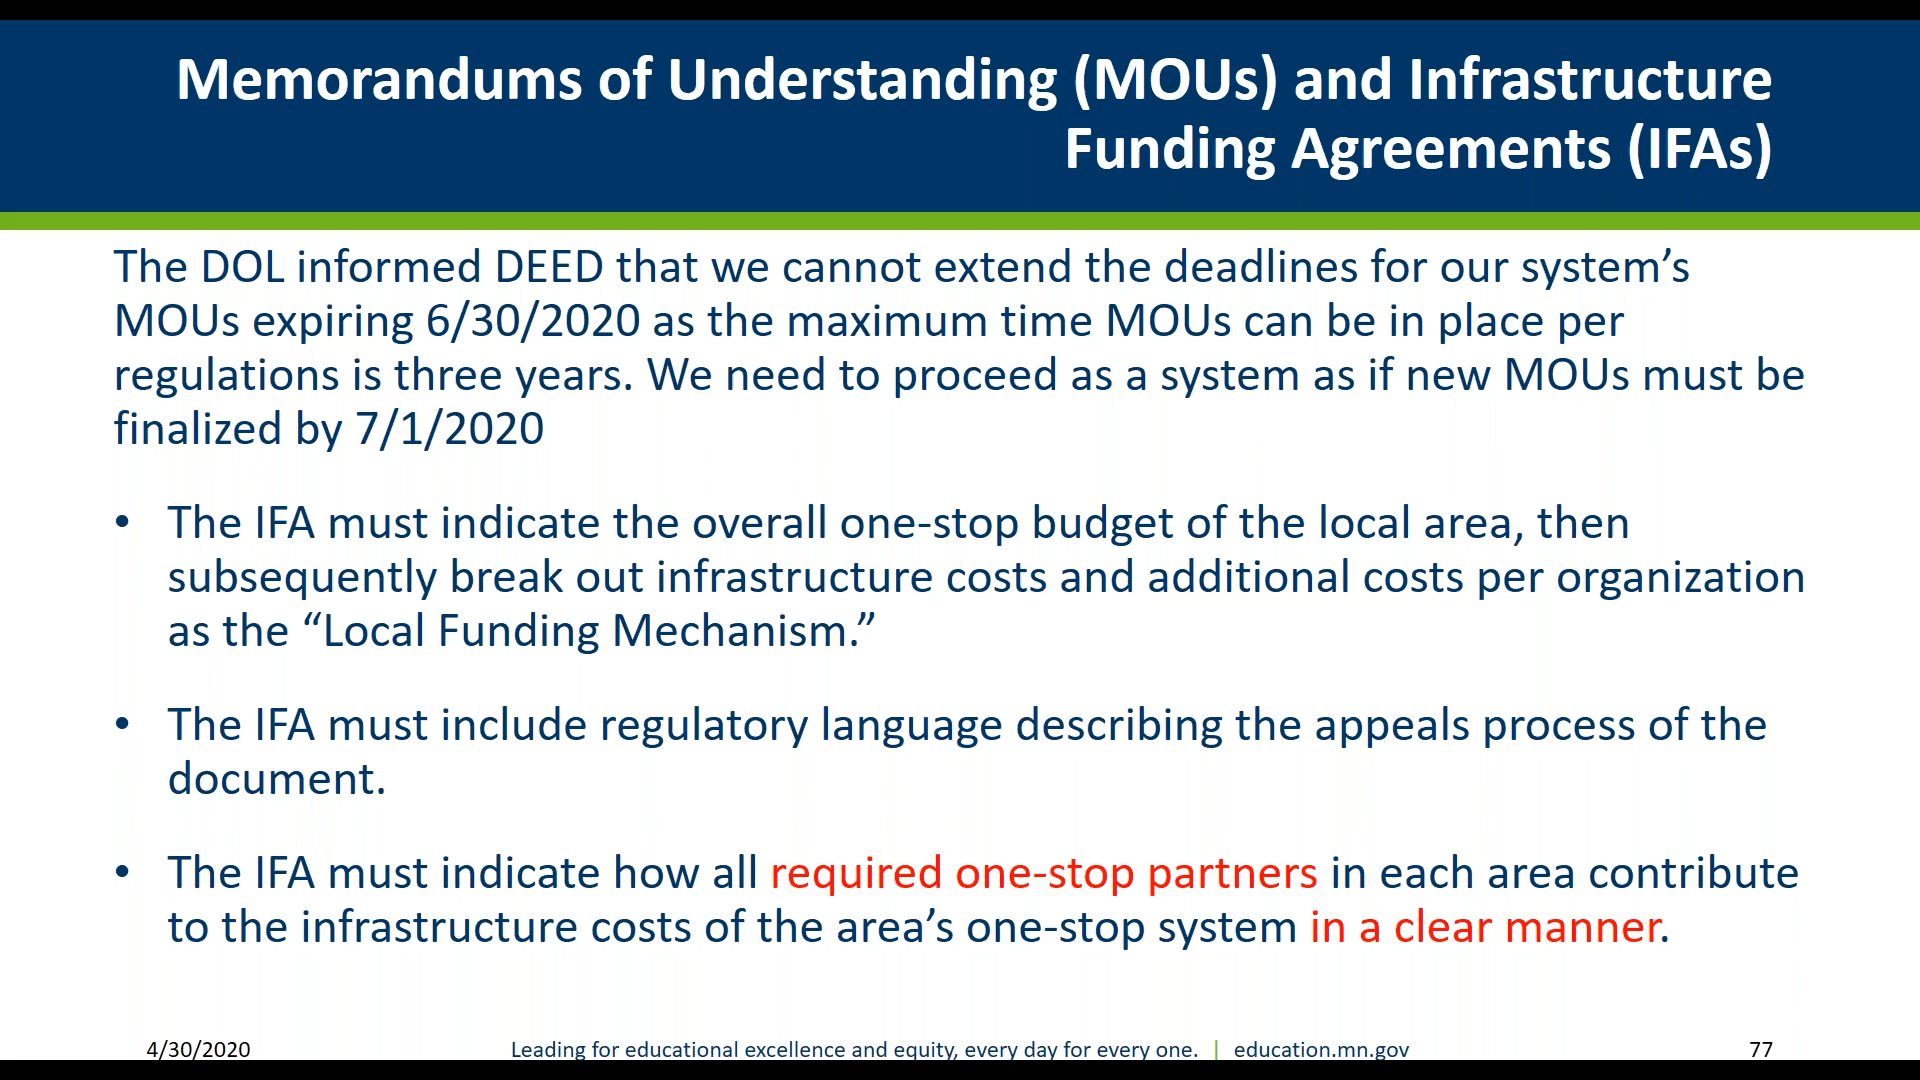 Memorandums of Understanding (MOUs) and Infrastructure
Funding Agreements (IFAs)
The DOL informed DEED that we cannot extend the deadlines for our system’s
MOUs expiring 6/30/2020 as the maximum time MOUs can be in place per
regulations is three years. We need to proceed as a system as if new MOUs must be
finalized by 7/1/2020
• The IFA must indicate the overall one-stop budget of the local area, then
subsequently break out infrastructure costs and additional costs per organization
as the “Local Funding Mechanism.”
• The IFA must include regulatory language describing the appeals process of the
document.
• The IFA must indicate how all required one-stop partners in each area contribute
to the infrastructure costs of the area’s one-stop system in a clear manner.
4/30/2020
Leading for educational excellence and equity, every day for every one. | education.mn.gov
77